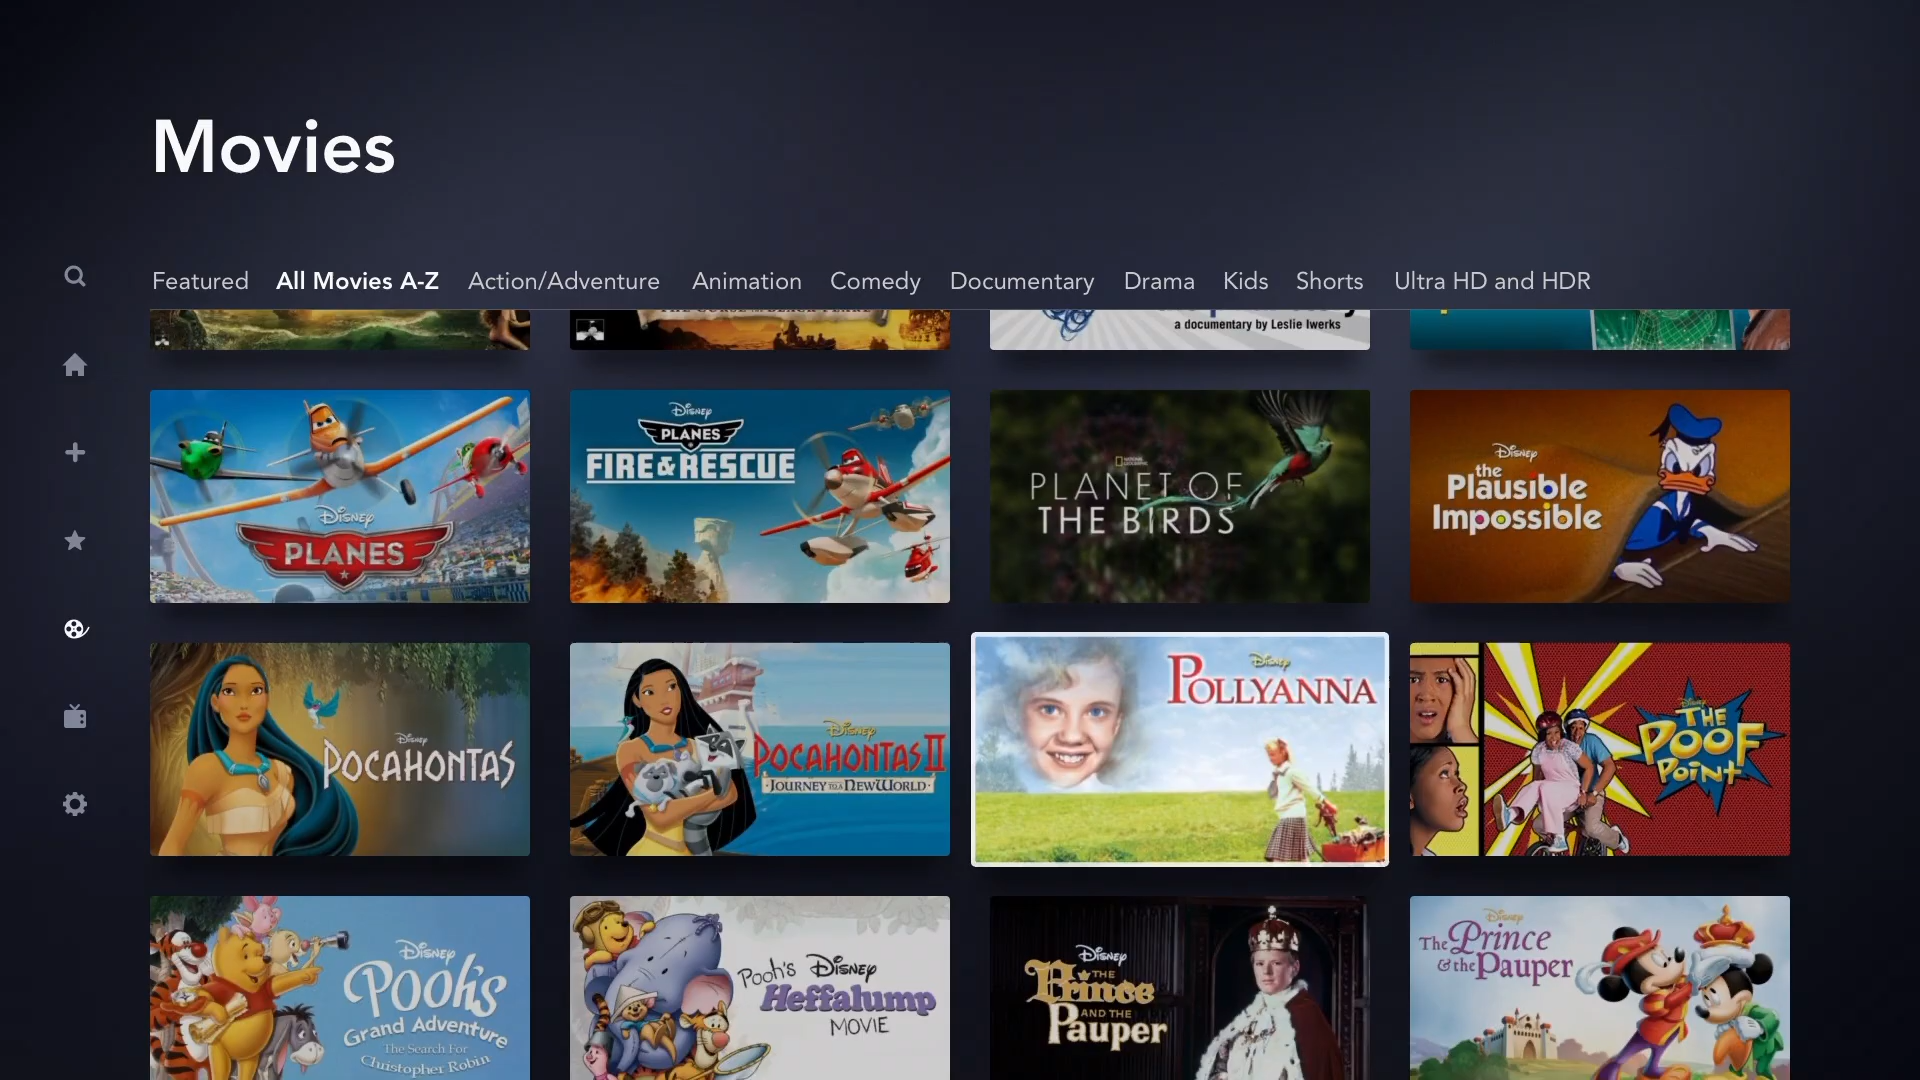 Movies
Featured All Movies A-Z Action/Adventure Animation Comedy Documentary Drama Kids Shorts Ultra HD and HDR
a documentary by Leslie Iwerks
Disney
PLANES
Disney
PLANES
FIRE & RESCUE
NATIONAL GEOGRAPHIC
PLANET OF
THE BIRDS
Disney
the
Plausible
Impossible
Disney
POCAHONTAS
Disney
POCAHONTAS II
JOURNEY TO A NEW WORLD
Disney
POLLYANNA
Disney
THE
POOF
POINT
Disney
Pooh's
Grand Adventure
The Search For
Christopher Robin
Pooh's Disney
Heffalump
MOVIE
Disney
THE
Prince
AND THE
Pauper
Disney
The Prince
& the Pauper